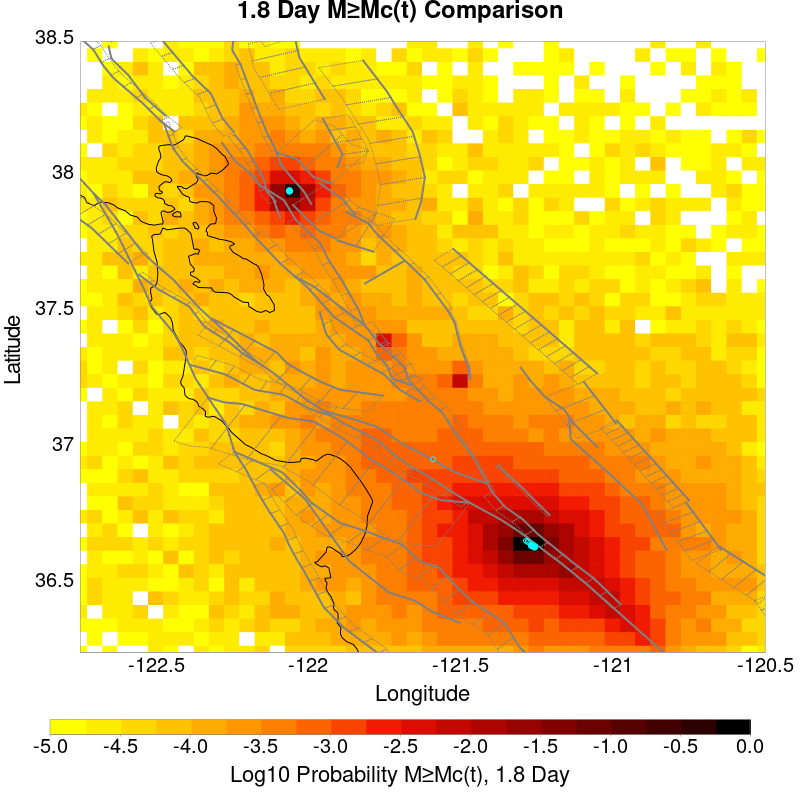 1.8 Day M≥Mc(t) Comparison
38.5
38
37.5
37
36.5
Latitude
-122.5 -122 -121.5 -121 -120.5
Longitude
-5.0 -4.5 -4.0 -3.5 -3.0 -2.5 -2.0 -1.5 -1.0 -0.5 0.0
Log10 Probability M≥Mc(t), 1.8 Day